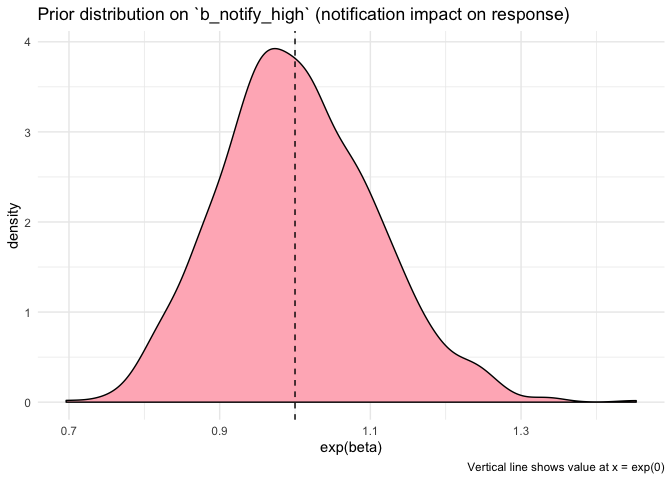 Prior distribution on `b_notify_high` (notification impact on response)
4
3
2
1
0
density
0.7 0.9 1.1 1.3
exp(beta)
Vertical line shows value at x = exp(0)